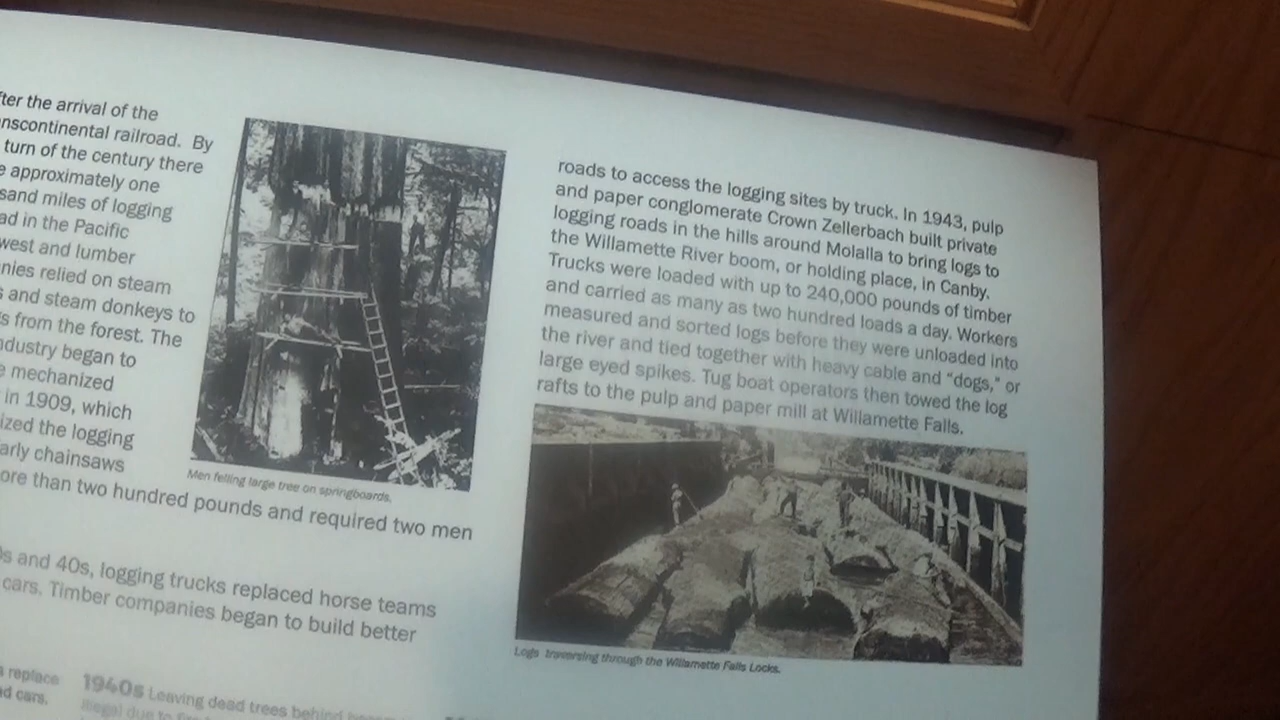 fter the arrival of the
nscontinental railroad. By
turn of the century there
e approximately one
sand miles of logging
ad in the Pacific
west and lumber
nies relied on steam
s and steam donkeys to
s from the forest. The
ndustry began to
e mechanized
in 1909, which
ized the logging
arly chainsaws
ore than two hundred pounds and required two men
s and 40s, logging trucks replaced horse teams
cars. Timber companies began to build better
Men felling large tree on springboards.
roads to access the logging sites by truck. In 1943, pulp
and paper conglomerate Crown Zellerbach built private
logging roads in the hills around Molalla to bring logs to
the Willamette River boom, or holding place, in Canby.
Trucks were loaded with up to 240,000 pounds of timber
and carried as many as two hundred loads a day. Workers
measured and sorted logs before they were unloaded into
the river and tied together with heavy cable and "dogs," or
large eyed spikes. Tug boat operators then towed the log
rafts to the pulp and paper mill at Willamette Falls.
Logs traversing through the Willamette Falls Locks.
replace
d cars.
1940s Leaving dead trees behind
illegal due to